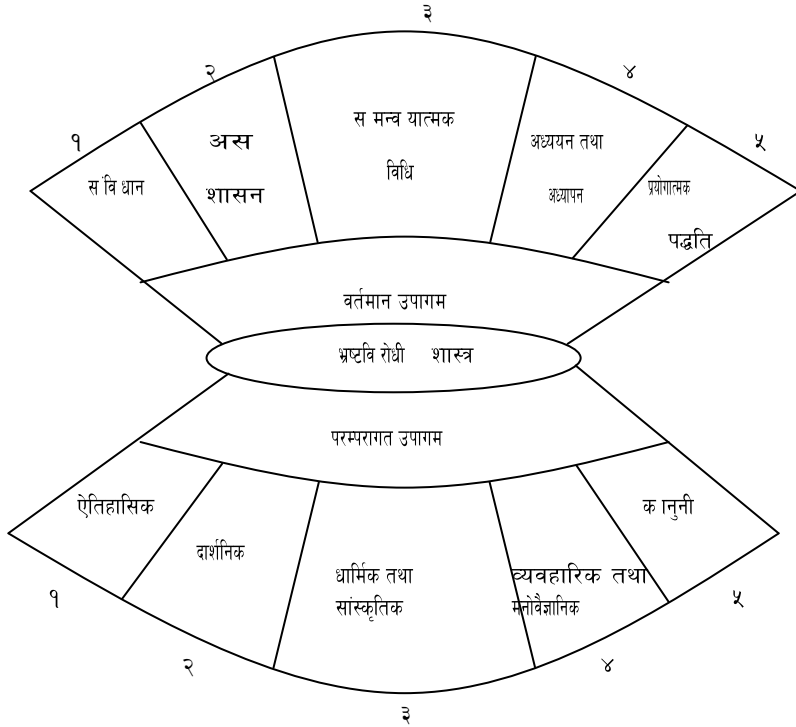 ३
२
४
१
५
स मन्व यात्मक
विधि
अस
शासन
अध्ययन तथा
अध्यापन
सं वि धान
प्रयोगात्मक
पद्धति
वर्तमान उपागम
भ्रष्टवि रोधी शास्त्र
परम्परागत उपागम
ऐतिहासिक
दार्शनिक
धार्मिक तथा
सांस्कृतिक
व्यवहारिक तथा
मनोवैज्ञानिक
क ानुनी
१
२
३
४
५